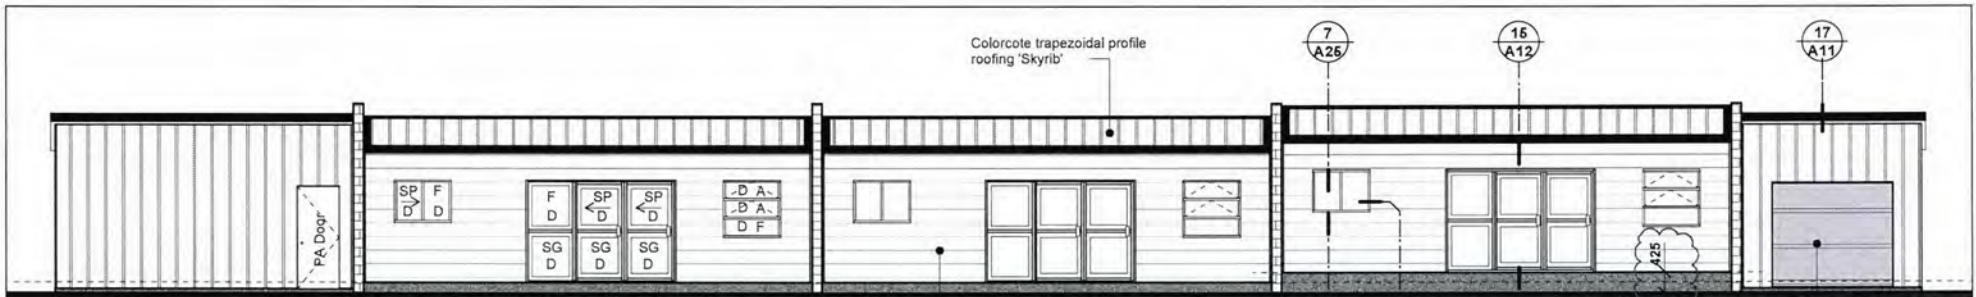 Colorcote trapezoidal profile
roofing 'Skyrib'
7
A25
15
A12
17
A11
PA Door
SP F
D D
F SP SP
D D D
SG SG SG
D D D
D A
D A
D F
425